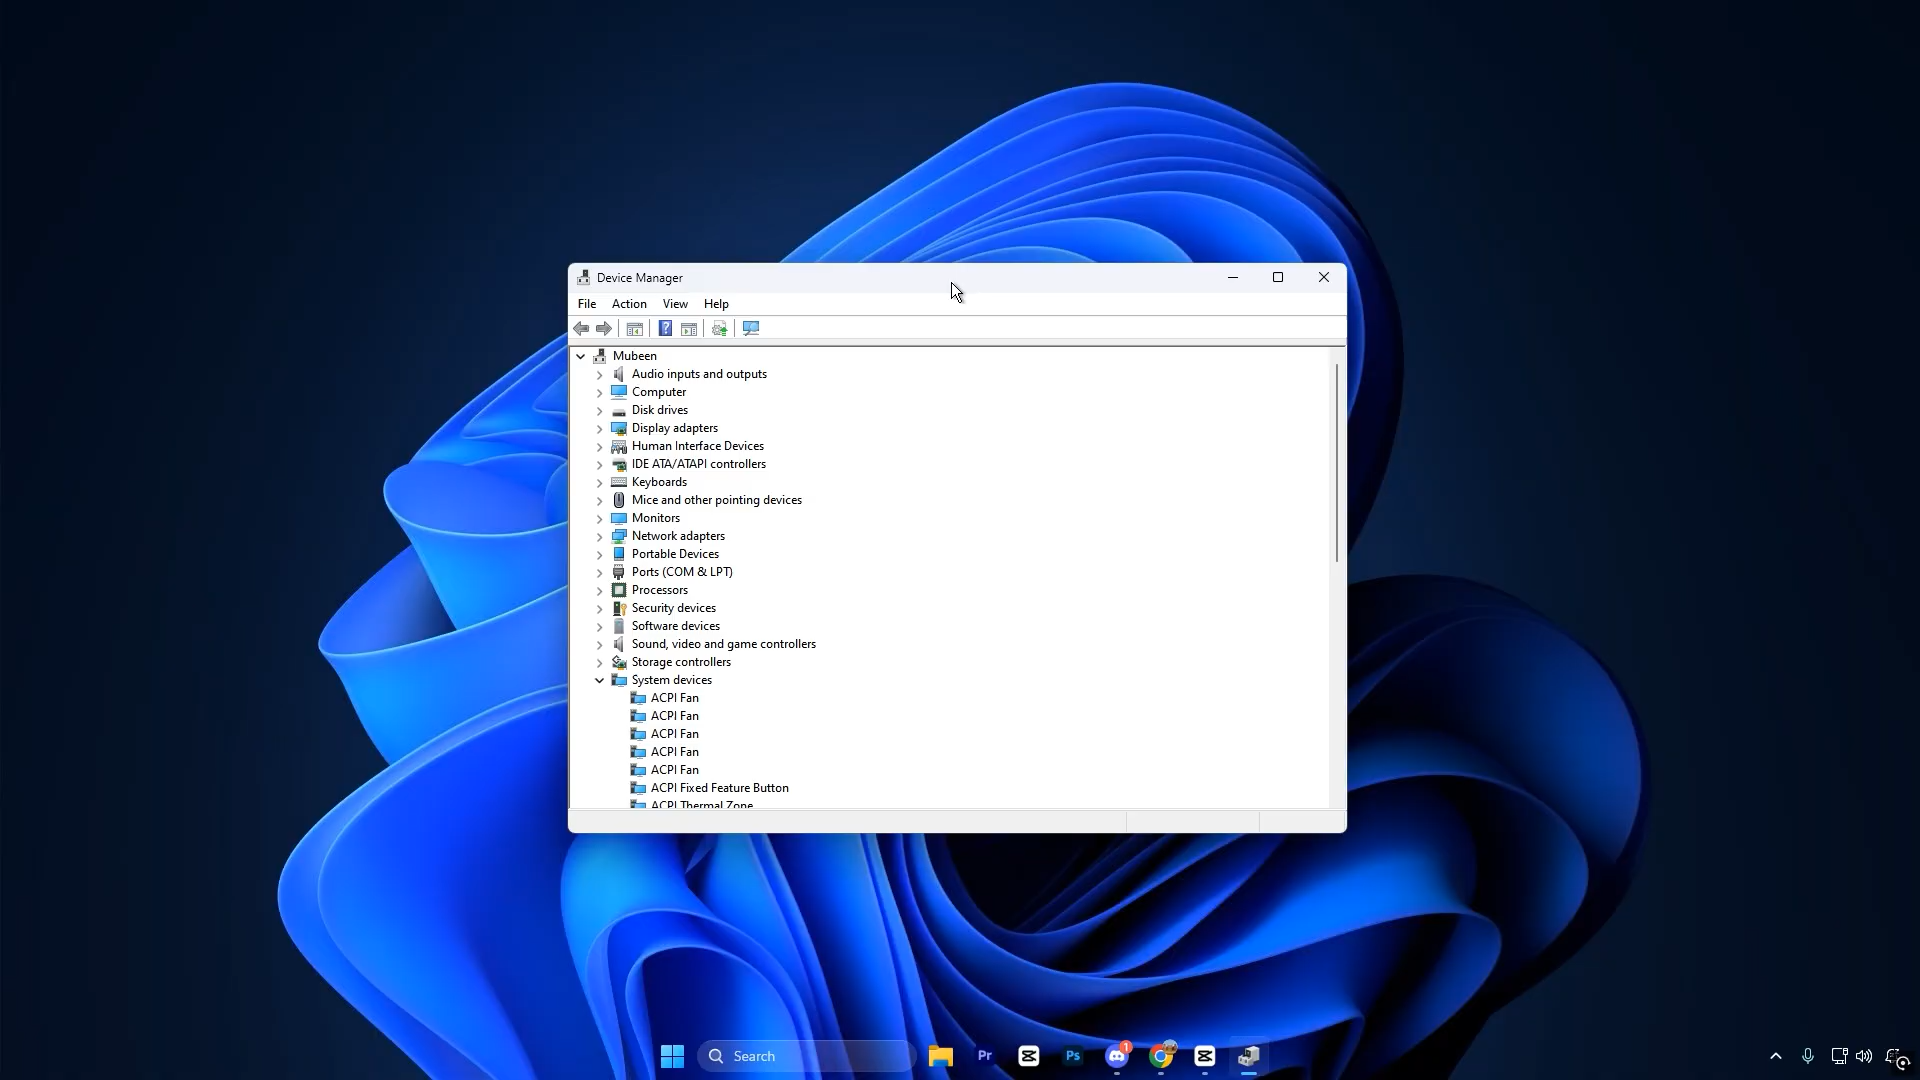 Device Manager
File Action View Help
Mubeen
Audio inputs and outputs
Computer
Disk drives
Display adapters
Human Interface Devices
IDE ATA/ATAPI controllers
Keyboards
Mice and other pointing devices
Monitors
Network adapters
Portable Devices
Ports (COM & LPT)
Processors
Security devices
Software devices
Sound, video and game controllers
Storage controllers
System devices
ACPI Fan
ACPI Fan
ACPI Fan
ACPI Fan
ACPI Fan
ACPI Fixed Feature Button
ACPI Thermal Zone
Search Pr Ps 1